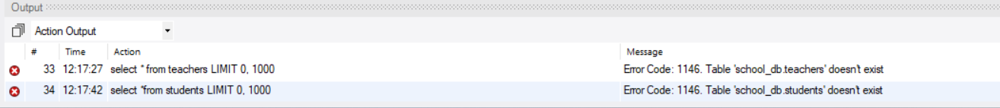 Output
Action Output
# Time Action Message
33 12:17:27 select * from teachers LIMIT 0, 1000 Error Code: 1146. Table 'school_db.teachers' doesn't exist
34 12:17:42 select *from students LIMIT 0, 1000 Error Code: 1146. Table 'school_db.students' doesn't exist